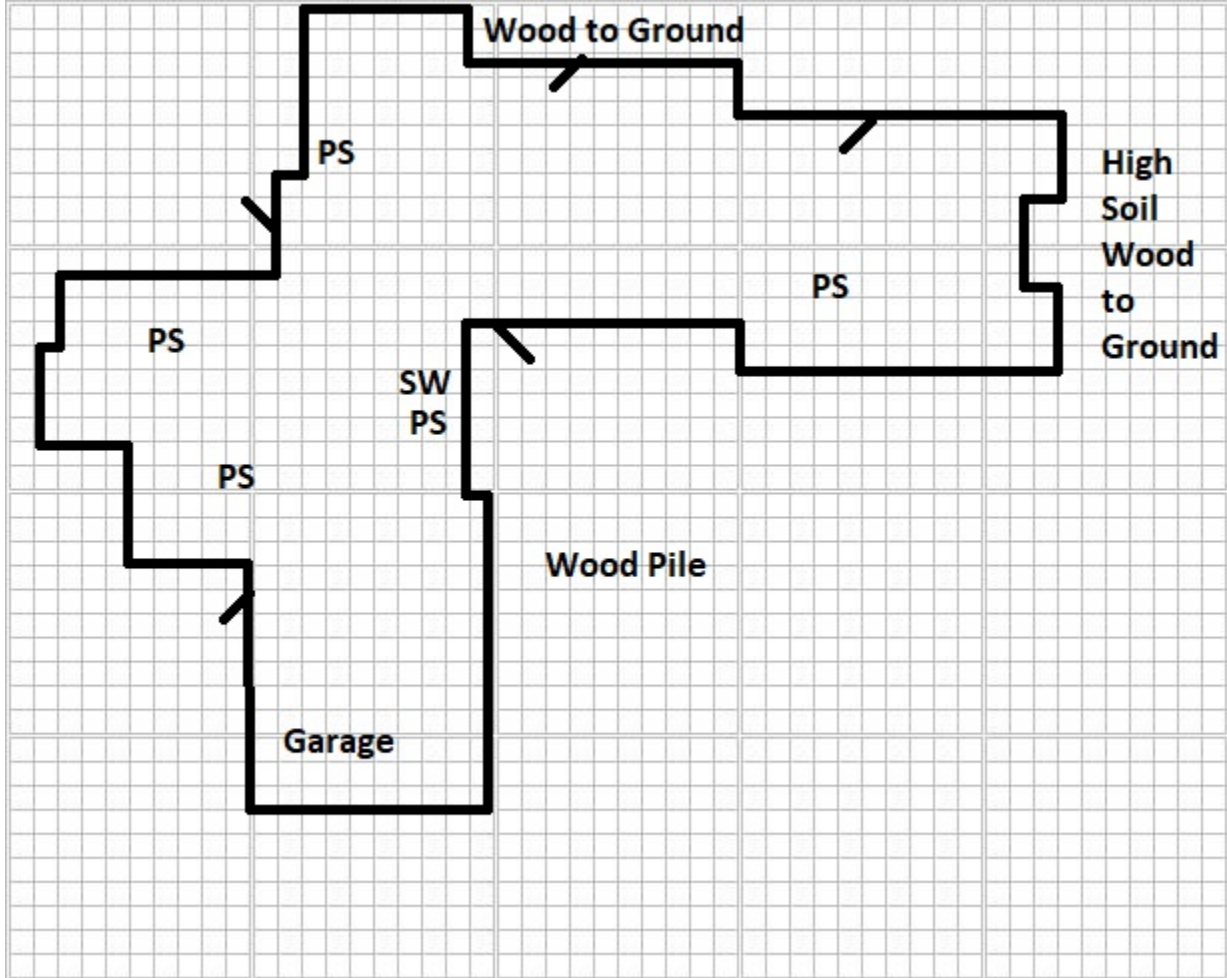 Wood to Ground
PS
High
Soil
Wood
to
Ground
PS
PS
SW
PS
PS
Wood Pile
Garage